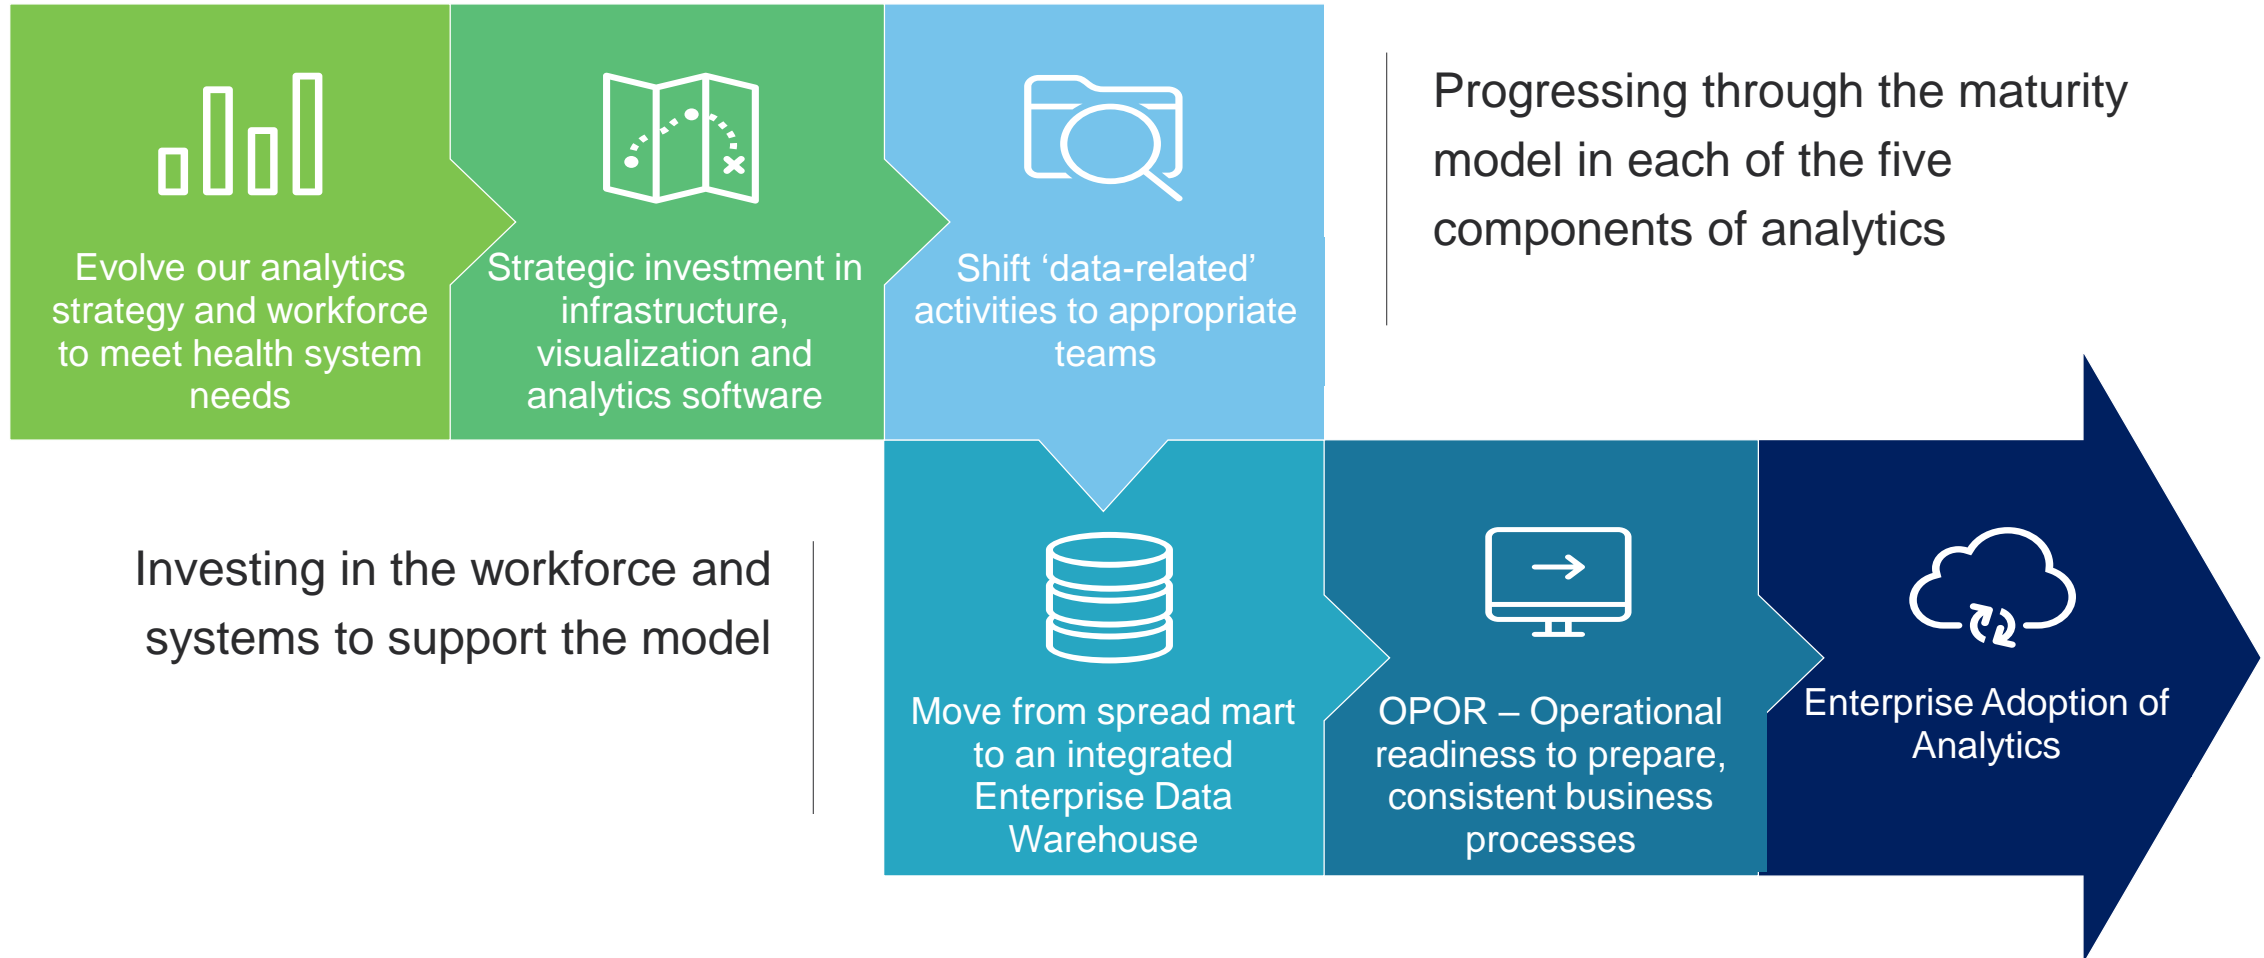 Evolve our analytics
strategy and workforce
to meet health system
needs
Strategic investment in
infrastructure,
visualization and
analytics software
Shift ‘data-related’
activities to appropriate
teams
Progressing through the maturity
model in each of the five
components of analytics
Investing in the workforce and
systems to support the model
Move from spread mart
to an integrated
Enterprise Data
Warehouse
OPOR – Operational
readiness to prepare,
consistent business
processes
Enterprise Adoption of
Analytics